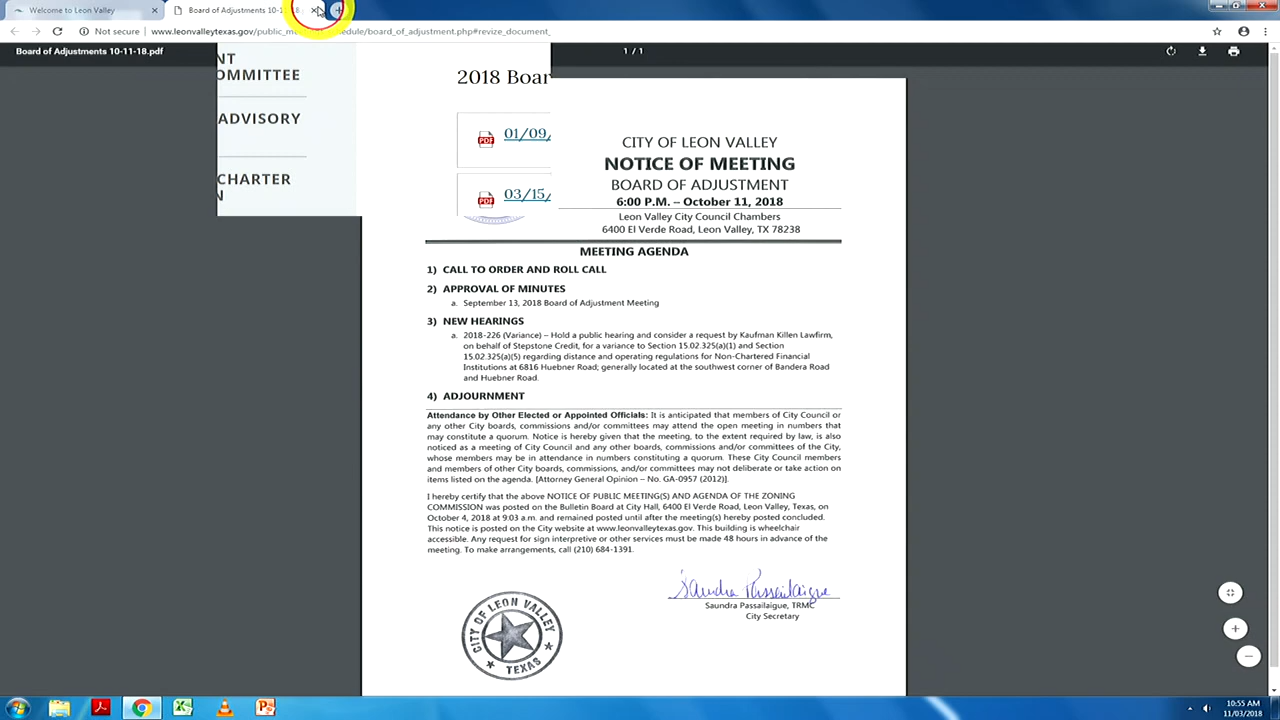 Welcome to Leon Valley
Board of Adjustments 10-1
Not secure
www.leonvalleytexas.gov/public_
schedule/board_of_adjustment.php#revize_document_
Board of Adjustments 10-11-18.pdf
1 / 1
NT
OMMITTEE
ADVISORY
CHARTER
N
2018 Boar
PDF
01/09/
PDF
03/15/
CITY OF LEON VALLEY
NOTICE OF MEETING
BOARD OF ADJUSTMENT
6:00 P.M. – October 11, 2018
Leon Valley City Council Chambers
6400 El Verde Road, Leon Valley, TX 78238
MEETING AGENDA
1) CALL TO ORDER AND ROLL CALL
2) APPROVAL OF MINUTES
a. September 13, 2018 Board of Adjustment Meeting
3) NEW HEARINGS
a. 2018-226 (Variance) – Hold a public hearing and consider a request by Kaufman Killen Lawfirm,
on behalf of Stepstone Credit, for a variance to Section 15.02.325(a)(1) and Section
15.02.325(a)(5) regarding distance and operating regulations for Non-Chartered Financial
Institutions at 6816 Huebner Road; generally located at the southwest corner of Bandera Road
and Huebner Road.
4) ADJOURNMENT
Attendance by Other Elected or Appointed Officials: It is anticipated that members of City Council or
any other City boards, commissions and/or committees may attend the open meeting in numbers that
may constitute a quorum. Notice is hereby given that the meeting, to the extent required by law, is also
noticed as a meeting of City Council and any other boards, commissions and/or committees of the City,
whose members may be in attendance in numbers constituting a quorum. These City Council members
and members of other City boards, commissions, and/or committees may not deliberate or take action on
items listed on the agenda. [Attorney General Opinion – No. GA-0957 (2012)].
I hereby certify that the above NOTICE OF PUBLIC MEETING(S) AND AGENDA OF THE ZONING
COMMISSION was posted on the Bulletin Board at City Hall, 6400 El Verde Road, Leon Valley, Texas, on
October 4, 2018 at 9:03 a.m. and remained posted until after the meeting(s) hereby posted concluded.
This notice is posted on the City website at www.leonvalleytexas.gov. This building is wheelchair
accessible. Any request for sign interpretive or other services must be made 48 hours in advance of the
meeting. To make arrangements, call (210) 684-1391.
Saundra Passailaigue
Saundra Passailaigue, TRMC
City Secretary
CITY OF LEON VALLEY
TEXAS
10:55 AM
11/03/2018